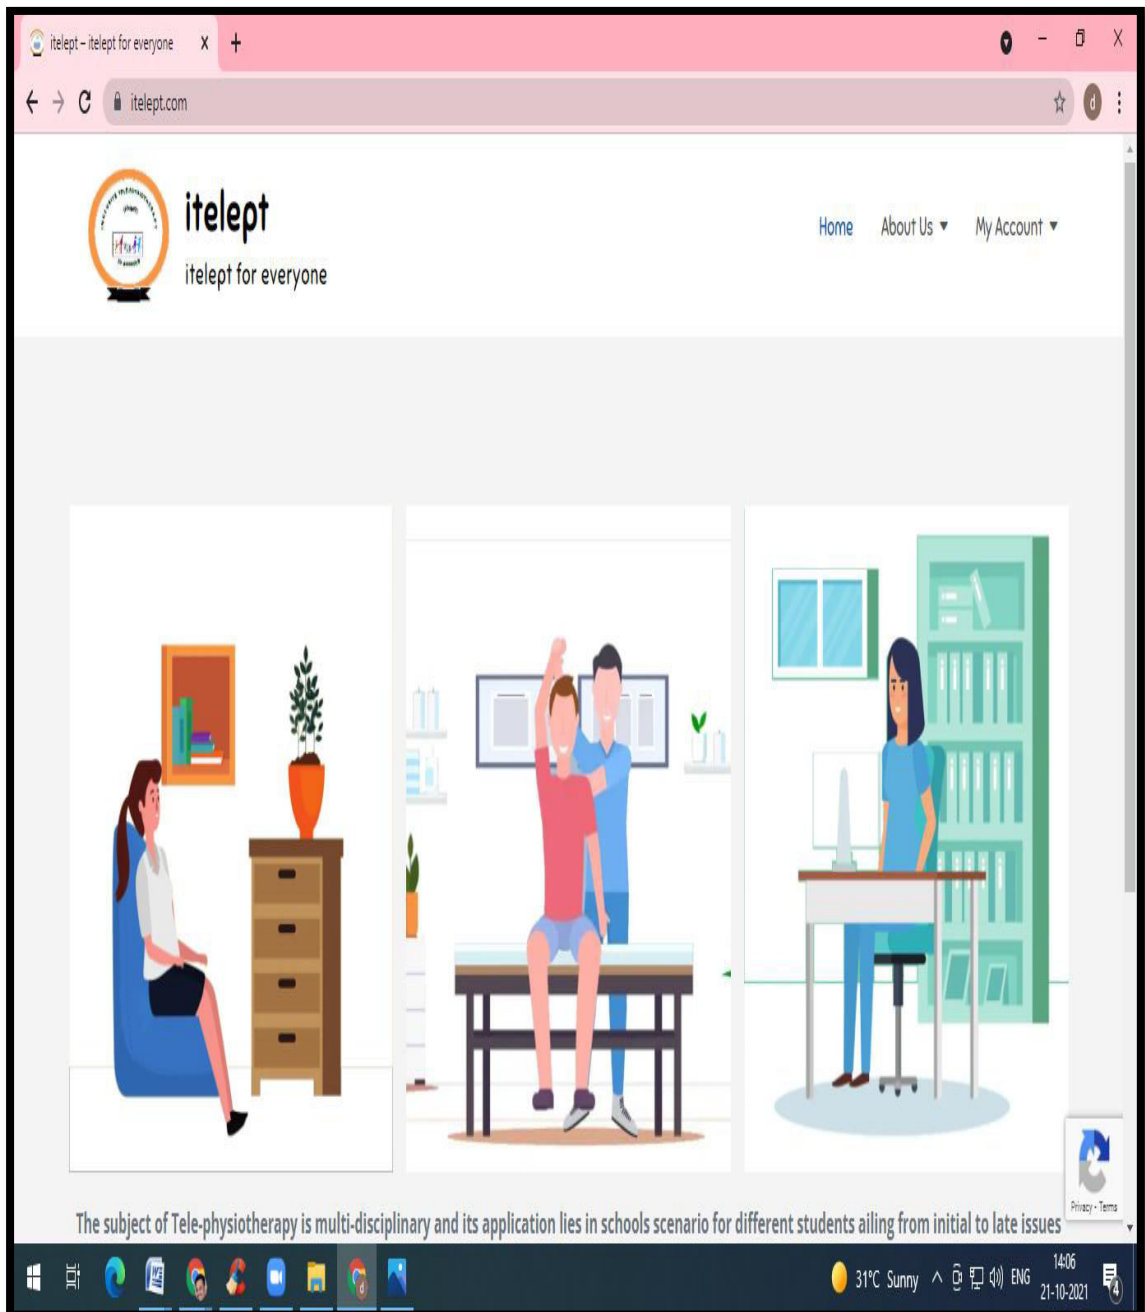 itelept – itelept for everyone
itelept.com
d
itelept
itelept for everyone
Home About Us My Account
Privacy - Terms
The subject of Tele-physiotherapy is multi-disciplinary and its application lies in schools scenario for different students ailing from initial to late issues
31°C Sunny ENG
14:06
21-10-2021
4